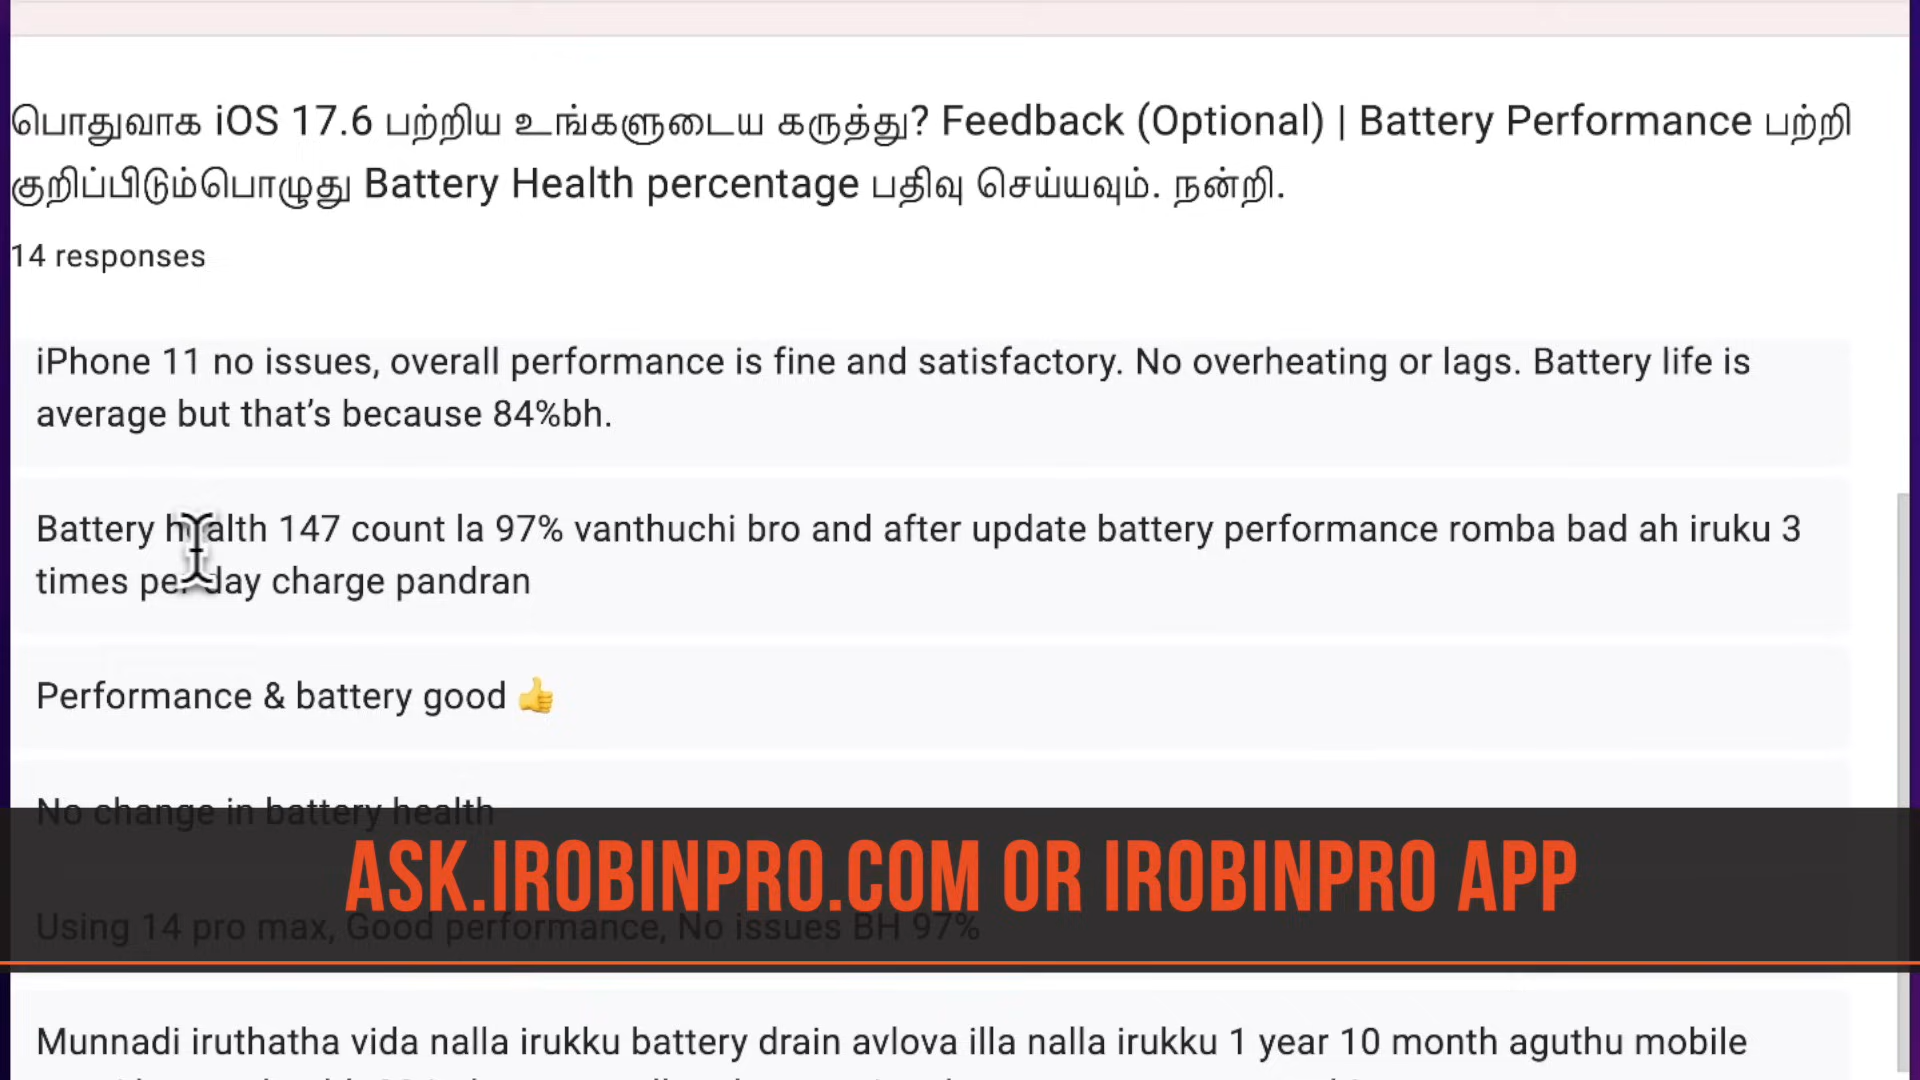 பொதுவாக iOS 17.6 பற்றிய உங்களுடைய கருத்து? Feedback (Optional) | Battery Performance பற்றி
குறிப்பிடும்பொழுது Battery Health percentage பதிவு செய்யவும். நன்றி.
14 responses
iPhone 11 no issues, overall performance is fine and satisfactory. No overheating or lags. Battery life is
average but that’s because 84%bh.
Battery health 147 count la 97% vanthuchi bro and after update battery performance romba bad ah iruku 3
times per day charge pandran
Performance & battery good 👍
No change in battery health
ASK.IROBINPRO.COM OR IROBINPRO APP
Using 14 pro max, Good performance, No issues BH 97%
Munnadi iruthatha vida nalla irukku battery drain avlova illa nalla irukku 1 year 10 month aguthu mobile